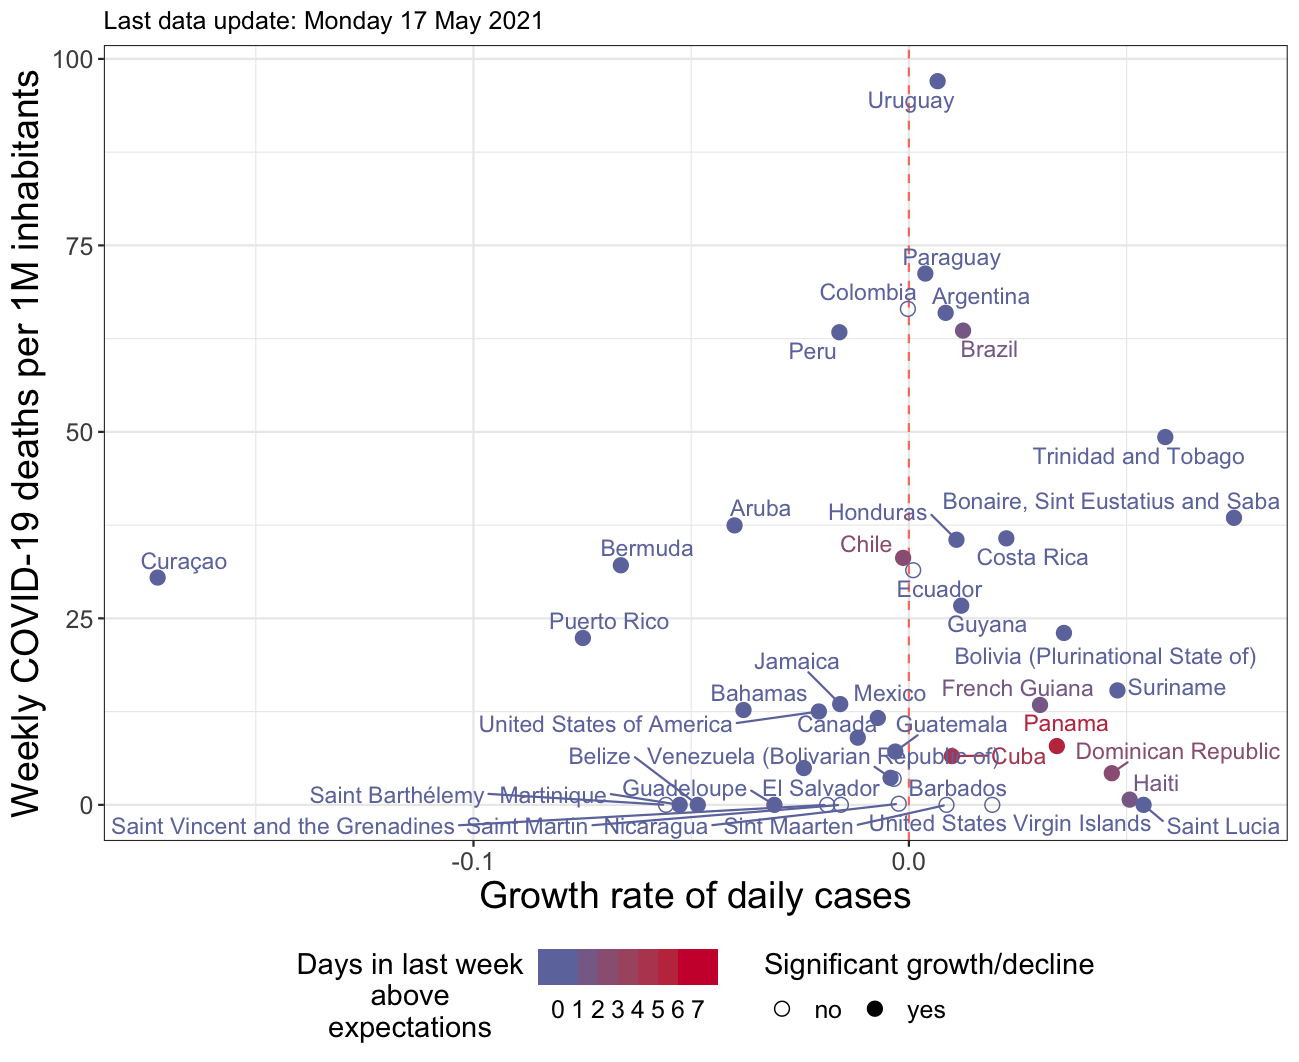 Last data update: Monday 17 May 2021
Weekly COVID-19 deaths per 1M inhabitants
100
Uruguay
75
Paraguay
Colombia
Argentina
Peru
Brazil
50
Trinidad and Tobago
Bonaire, Sint Eustatius and Saba
Aruba
Honduras
Chile
Bermuda
Costa Rica
Curaçao
Ecuador
25
Puerto Rico
Guyana
Bolivia (Plurinational State of)
Jamaica
French Guiana
Suriname
Bahamas
Mexico
United States of America
Canada
Guatemala
Panama
Belize
Venezuela (Bolivarian Republic of)
Cuba
Dominican Republic
Haiti
Saint Barthélemy
Martinique
Guadeloupe
El Salvador
Barbados
0
Saint Vincent and the Grenadines
Saint Martin
Nicaragua
Sint Maarten
United States Virgin Islands
Saint Lucia
-0.1
0.0
Growth rate of daily cases
Days in last week
above
expectations
0 1 2 3 4 5 6 7
Significant growth/decline
no
yes